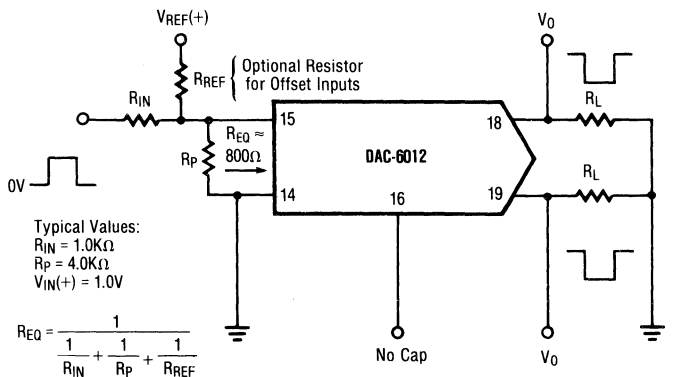 VREF(+)
VO
RREF { Optional Resistor
for Offset Inputs
RIN
RL
15
18
REQ ≈
800Ω
RP
DAC-6012
0V
14
16
19
RL
Typical Values:
RIN = 1.0KΩ
RP = 4.0KΩ
VIN(+) = 1.0V
REQ = 1 / (1/RIN + 1/RP + 1/RREF)
No Cap
VO